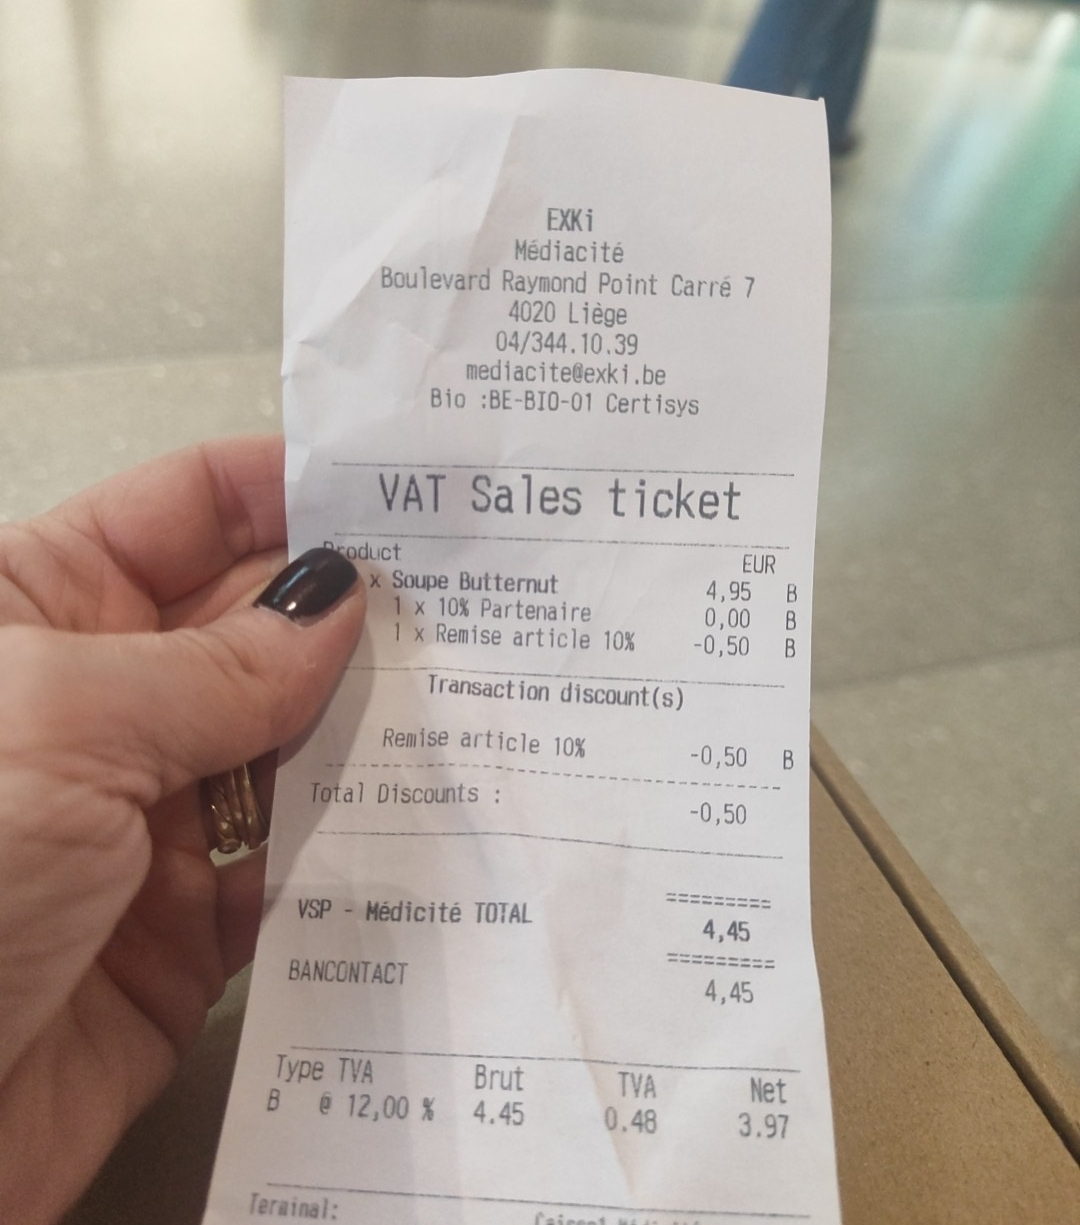 EXKi
Médiacité
Boulevard Raymond Point Carré 7
4020 Liège
04/344.10.39
mediacite@exki.be
Bio :BE-BIO-01 Certisys
VAT Sales ticket
Product EUR
x Soupe Butternut 4,95 B
1 x 10% Partenaire 0,00 B
1 x Remise article 10% -0,50 B
Transaction discount(s)
Remise article 10% -0,50 B
Total Discounts : -0,50
=========
VSP - Médicité TOTAL 4,45
=========
BANCONTACT 4,45
Type TVA Brut TVA Net
B @ 12,00 % 4.45 0.48 3.97
Terminal: